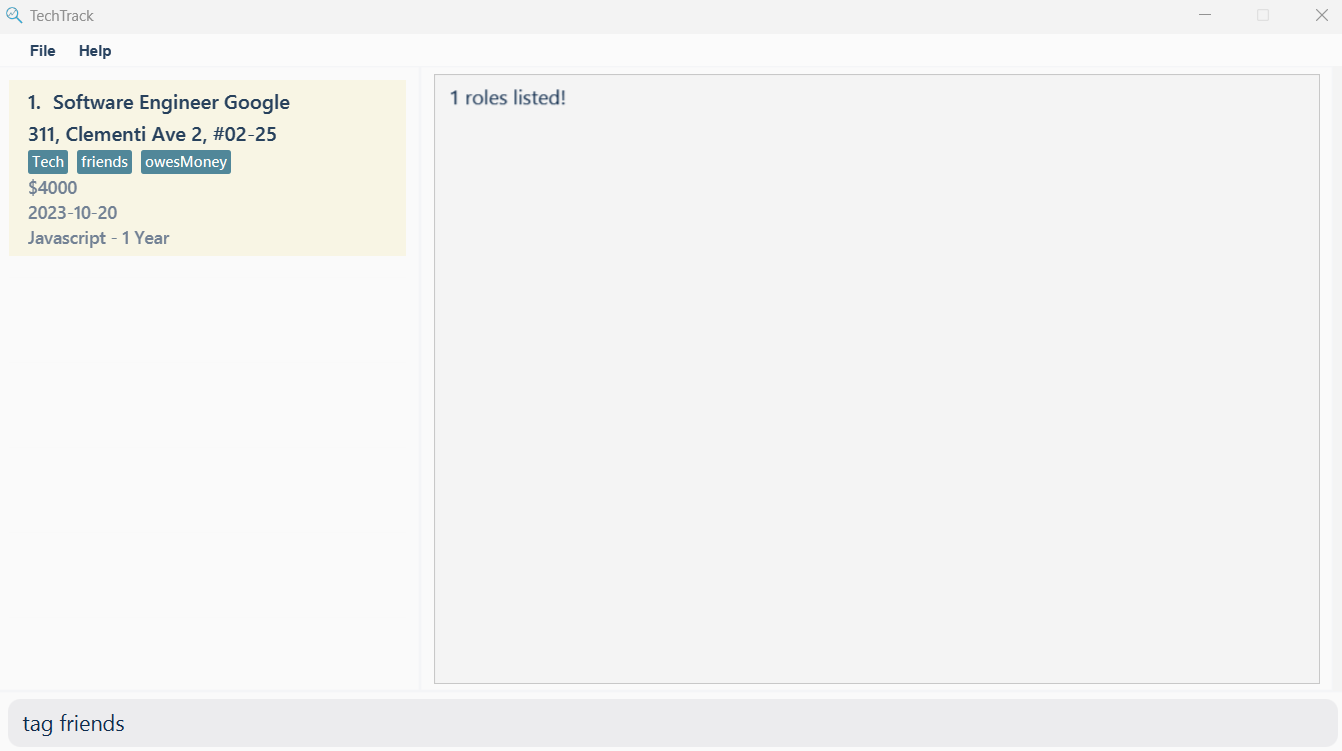 TechTrack
File Help
1. Software Engineer Google
311, Clementi Ave 2, #02-25
Tech friends owesMoney
$4000
2023-10-20
Javascript - 1 Year
1 roles listed!
tag friends